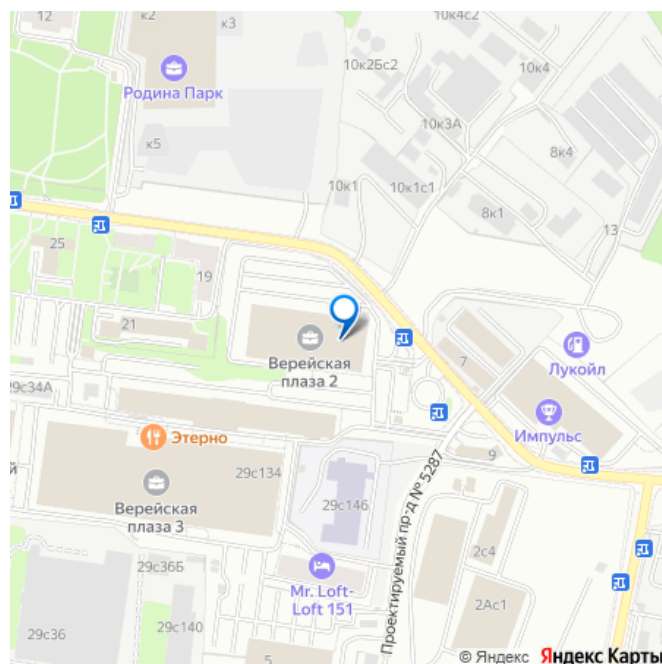 12
к2
к3
10к4с2
10к2Бс2
10к4
Родина Парк
10к3А
к5
8к4
10к1
10к1с1
8к1
13
25
19
21
Верейская
плаза 2
7
Лукойл
29с34А
Этерно
Импульс
29с134
9
й
Верейская
плаза 3
29с146
Проектируемый пр-д № 5287
2с4
29с36Б
Mr. Loft-
Loft 151
2Ас1
29с36
29с140
5
© Яндекс Яндекс Карты